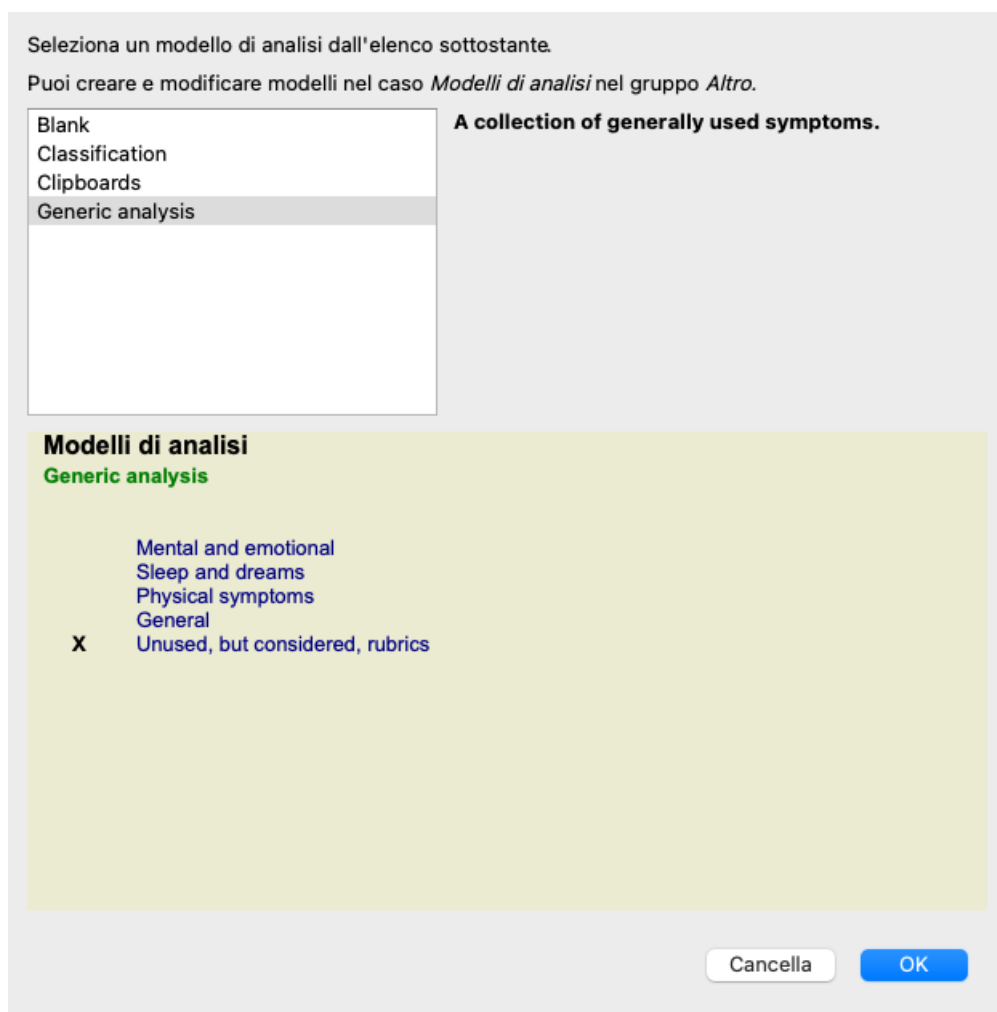 Seleziona un modello di analisi dall'elenco sottostante.
Puoi creare e modificare modelli nel caso Modelli di analisi nel gruppo Altro.
Blank
Classification
Clipboards
Generic analysis
A collection of generally used symptoms.
Modelli di analisi
Generic analysis
Mental and emotional
Sleep and dreams
Physical symptoms
General
X Unused, but considered, rubrics
Cancella OK